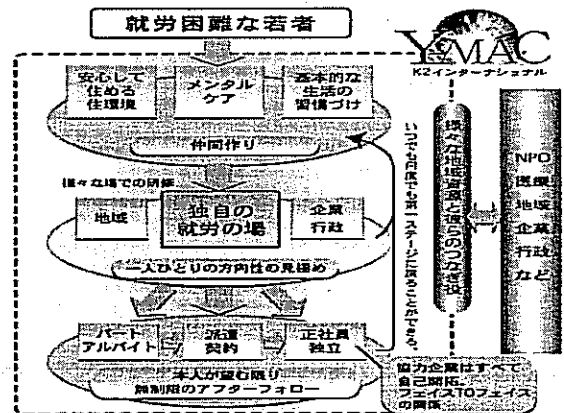 就労困難な若者
YMAC
K2インターナショナル
安心して
住める
住環境
メンタル
ケア
基本的な
生活の
習慣づけ
仲間作り
様々な場での研修
地域
独自の
就労の場
企業
行政
一人ひとりの方向性の見極め
パート
アルバイト
派遣
契約
正社員
独立
本人が望む限り
無制限のアフターフォロー
いつでも何度でも第一ステージに戻ることができる。
様々な地域資源と彼らのつなぎ役
NPO
医療
地域
企業
行政
など
協力企業はすべて
自己開拓。
フェイスTOフェイス
の関係